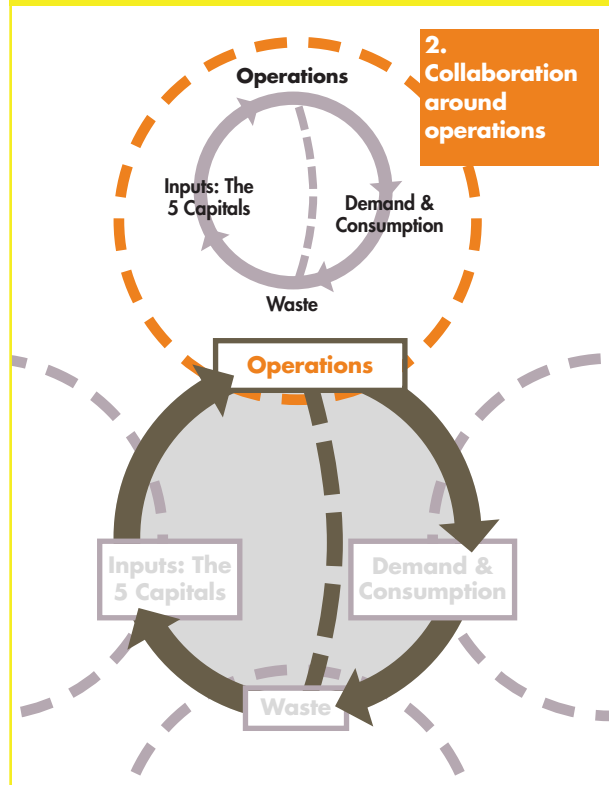 2.
Collaboration
around
operations
Operations
Inputs: The
5 Capitals
Demand &
Consumption
Waste
Operations
Inputs: The
5 Capitals
Demand &
Consumption
Waste